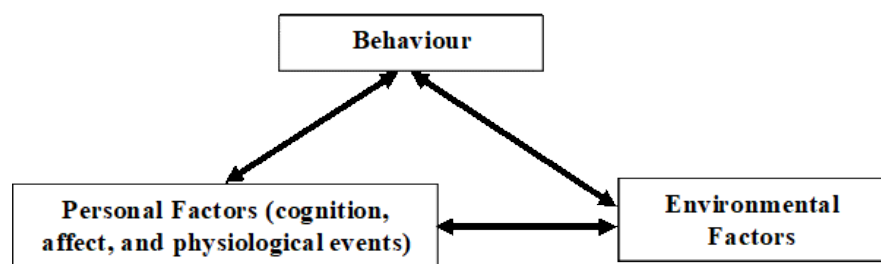 Behaviour
Personal Factors (cognition,
affect, and physiological events)
Environmental
Factors